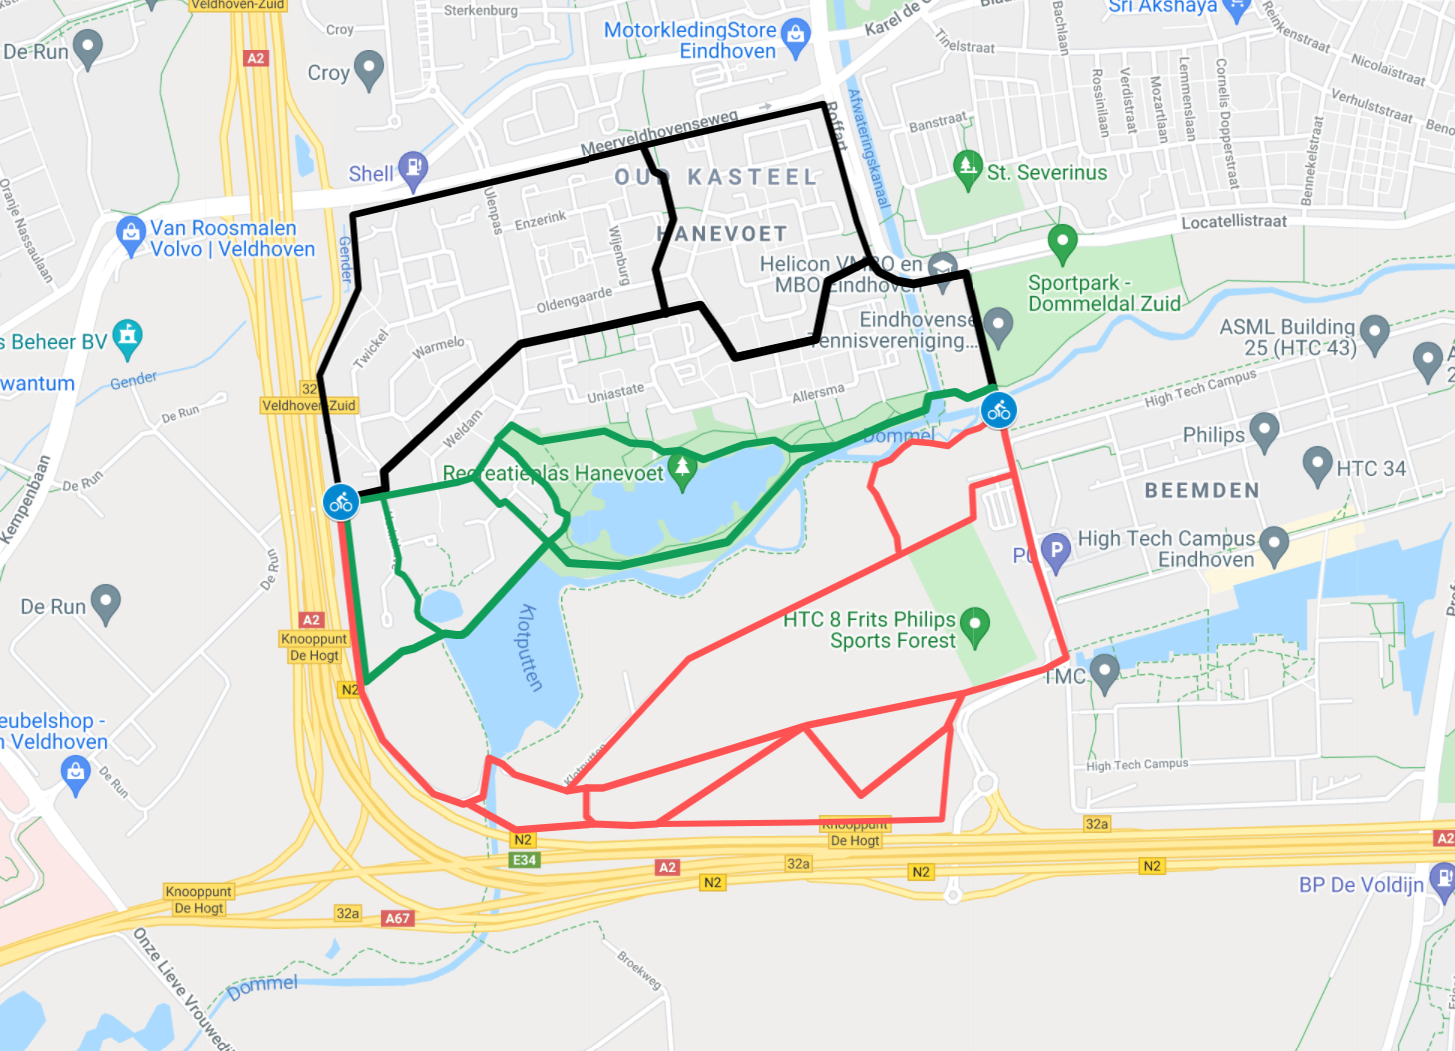 Veldhoven-Zuid
Sterkenburg
Croy
De Run
A2
Croy
MotorkledingStore
Eindhoven
Karel de
Sri Akshaya
Reinkenstraat
Nicolaïstraat
Verhulststraat
Tinelstraat
Bachlaan
Rossinilaan
Verdistraat
Mozartlaan
Lemmenslaan
Cornelis Dopperstraat
Bennekelstraat
Banstraat
Afwateringskanaal
Roffart
Meerveldhovenseweg
Shell
OUD KASTEEL
HANEVOET
St. Severinus
Oranje Nassaulaan
Van Roosmalen
Volvo | Veldhoven
Gender
Ulenpas
Enzerink
Wijenburg
Locatellistraat
Helicon VMBO en
MBO Eindhoven
Sportpark -
Dommeldal Zuid
Oldengaarde
Eindhovense
Tennisvereniging...
ASML Building
25 (HTC 43)
s Beheer BV
wantum
Gender
Twickel
Warmelo
32
Veldhoven-Zuid
Uniastate
Allersma
High Tech Campus
De Run
Weldam
Dommel
Philips
Recreatieplas Hanevoet
HTC 34
BEEMDEN
De Run
Kempenbaan
High Tech Campus
Eindhoven
P
De Run
De Run
A2
Knooppunt
De Hogt
Klotputten
HTC 8 Frits Philips
Sports Forest
TMC
N2
eubelshop -
n Veldhoven
De Run
Klotputten
High Tech Campus
Knooppunt
De Hogt
32a
N2
E34
A2
32a
N2
N2
N2
A2
BP De Voldijn
Knooppunt
De Hogt
32a
A67
Onze Lieve Vrouwedi
Dommel
Broekweg